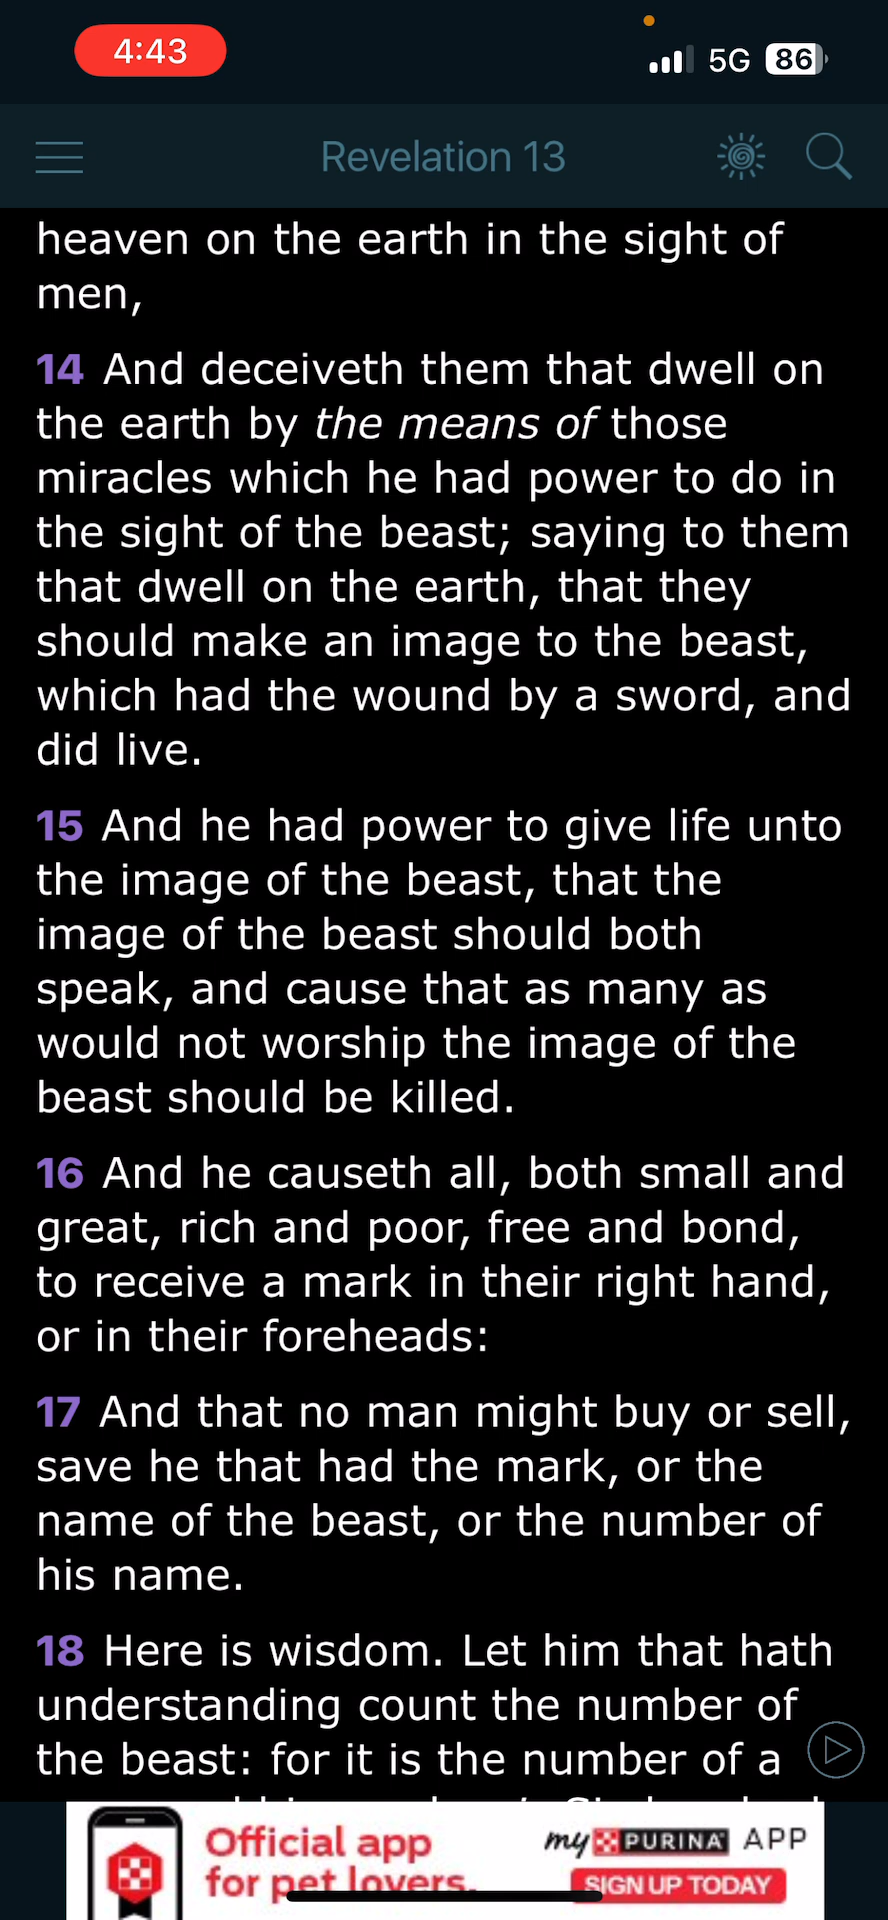 4:43
5G 86
Revelation 13
heaven on the earth in the sight of
men,
14 And deceiveth them that dwell on
the earth by the means of those
miracles which he had power to do in
the sight of the beast; saying to them
that dwell on the earth, that they
should make an image to the beast,
which had the wound by a sword, and
did live.
15 And he had power to give life unto
the image of the beast, that the
image of the beast should both
speak, and cause that as many as
would not worship the image of the
beast should be killed.
16 And he causeth all, both small and
great, rich and poor, free and bond,
to receive a mark in their right hand,
or in their foreheads:
17 And that no man might buy or sell,
save he that had the mark, or the
name of the beast, or the number of
his name.
18 Here is wisdom. Let him that hath
understanding count the number of
the beast: for it is the number of a
Official app
for pet lovers.
my PURINA APP
SIGN UP TODAY